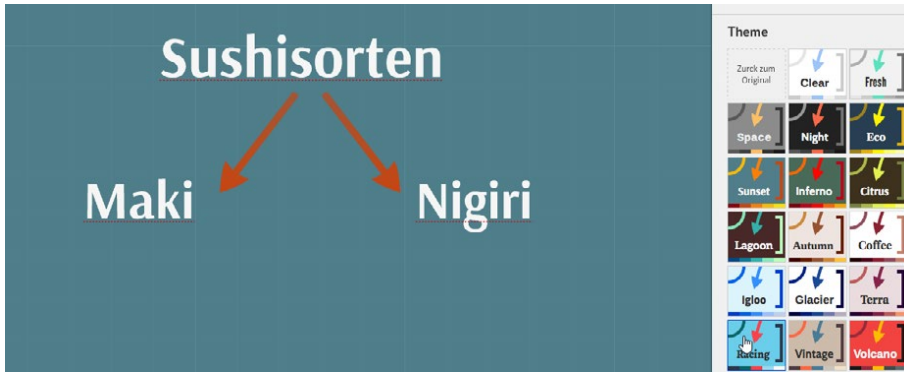 Sushisorten
Maki
Nigiri
Theme
Zurck zum
Original
Clear
Fresh
Space
Night
Eco
Sunset
Inferno
Citrus
Lagoon
Autumn
Coffee
Igloo
Glacier
Terra
Racing
Vintage
Volcano